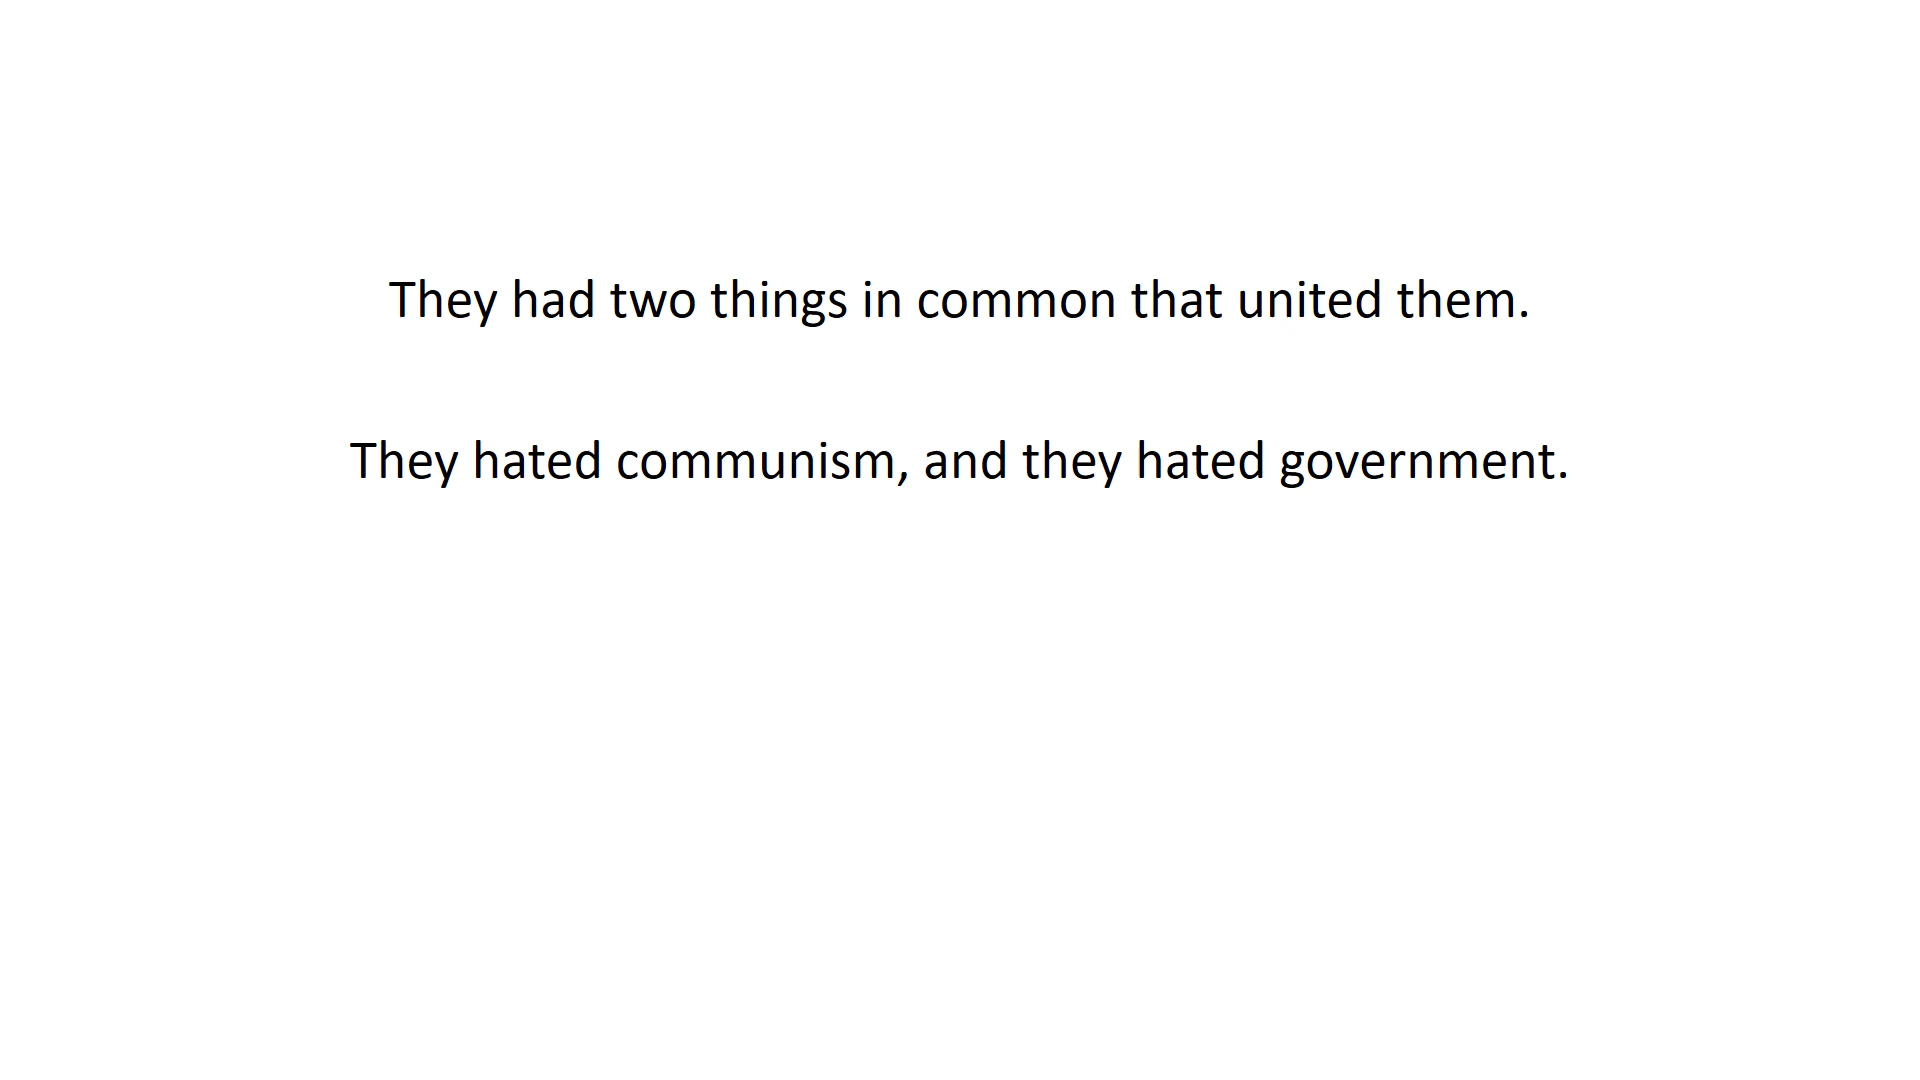 They had two things in common that united them.
They hated communism, and they hated government.